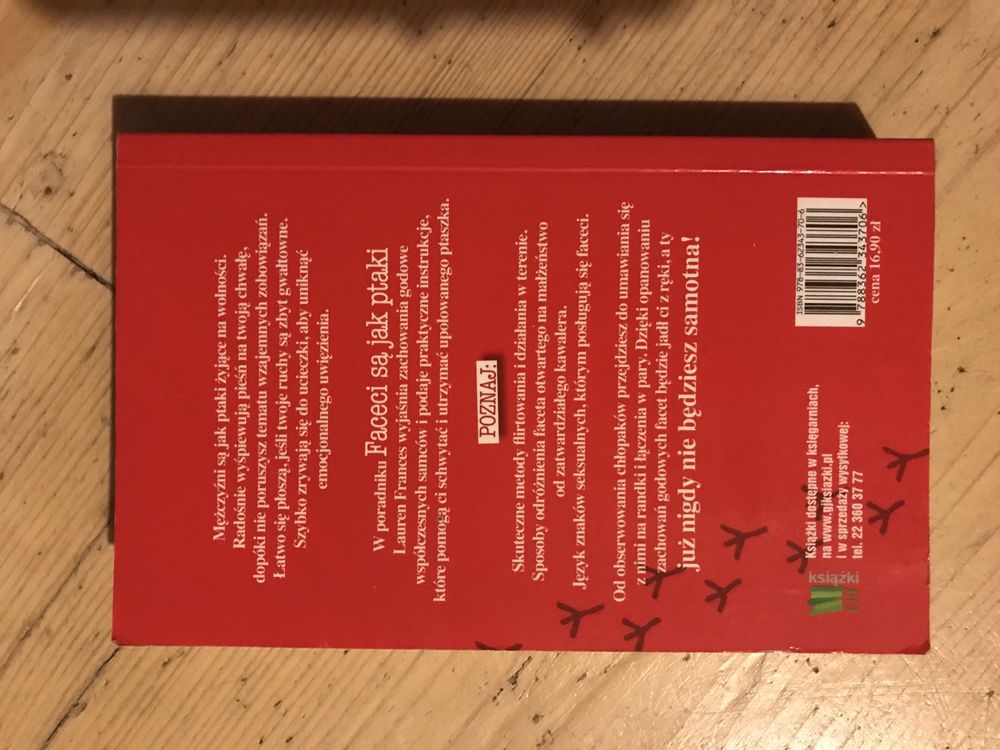 Mężczyźni są jak ptaki żyjące na wolności.
Radośnie wyśpiewują pieśń na twoją chwałę,
dopóki nie poruszysz tematu wzajemnych zobowiązań.
Łatwo się płoszą, jeśli twoje ruchy są zbyt gwałtowne.
Szybko zrywają się do ucieczki, aby uniknąć
emocjonalnego uwięzienia.
W poradniku Faceci są jak ptaki
Lauren Frances wyjaśnia zachowania godowe
współczesnych samców i podaje praktyczne instrukcje,
które pomogą ci schwytać i utrzymać upolowanego ptaszka.
POZNAJ:
Skuteczne metody flirtowania i działania w terenie.
Sposoby odróżnienia faceta otwartego na małżeństwo
od zatwardziałego kawalera.
Język znaków seksualnych, którym posługują się faceci.
Od obserwowania chłopaków przejdziesz do umawiania się
z nimi na randki i łączenia w pary. Dzięki opanowaniu
zachowań godowych facet będzie jadł ci z ręki, a ty
już nigdy nie będziesz samotna!
książki
G+J
Książki dostępne w księgarniach,
na www.gjksiazki.pl
i w sprzedaży wysyłkowej:
tel. 22 360 37 77
ISBN 978-83-62343-70-6
9 788362 343706 >
cena 16,90 zł